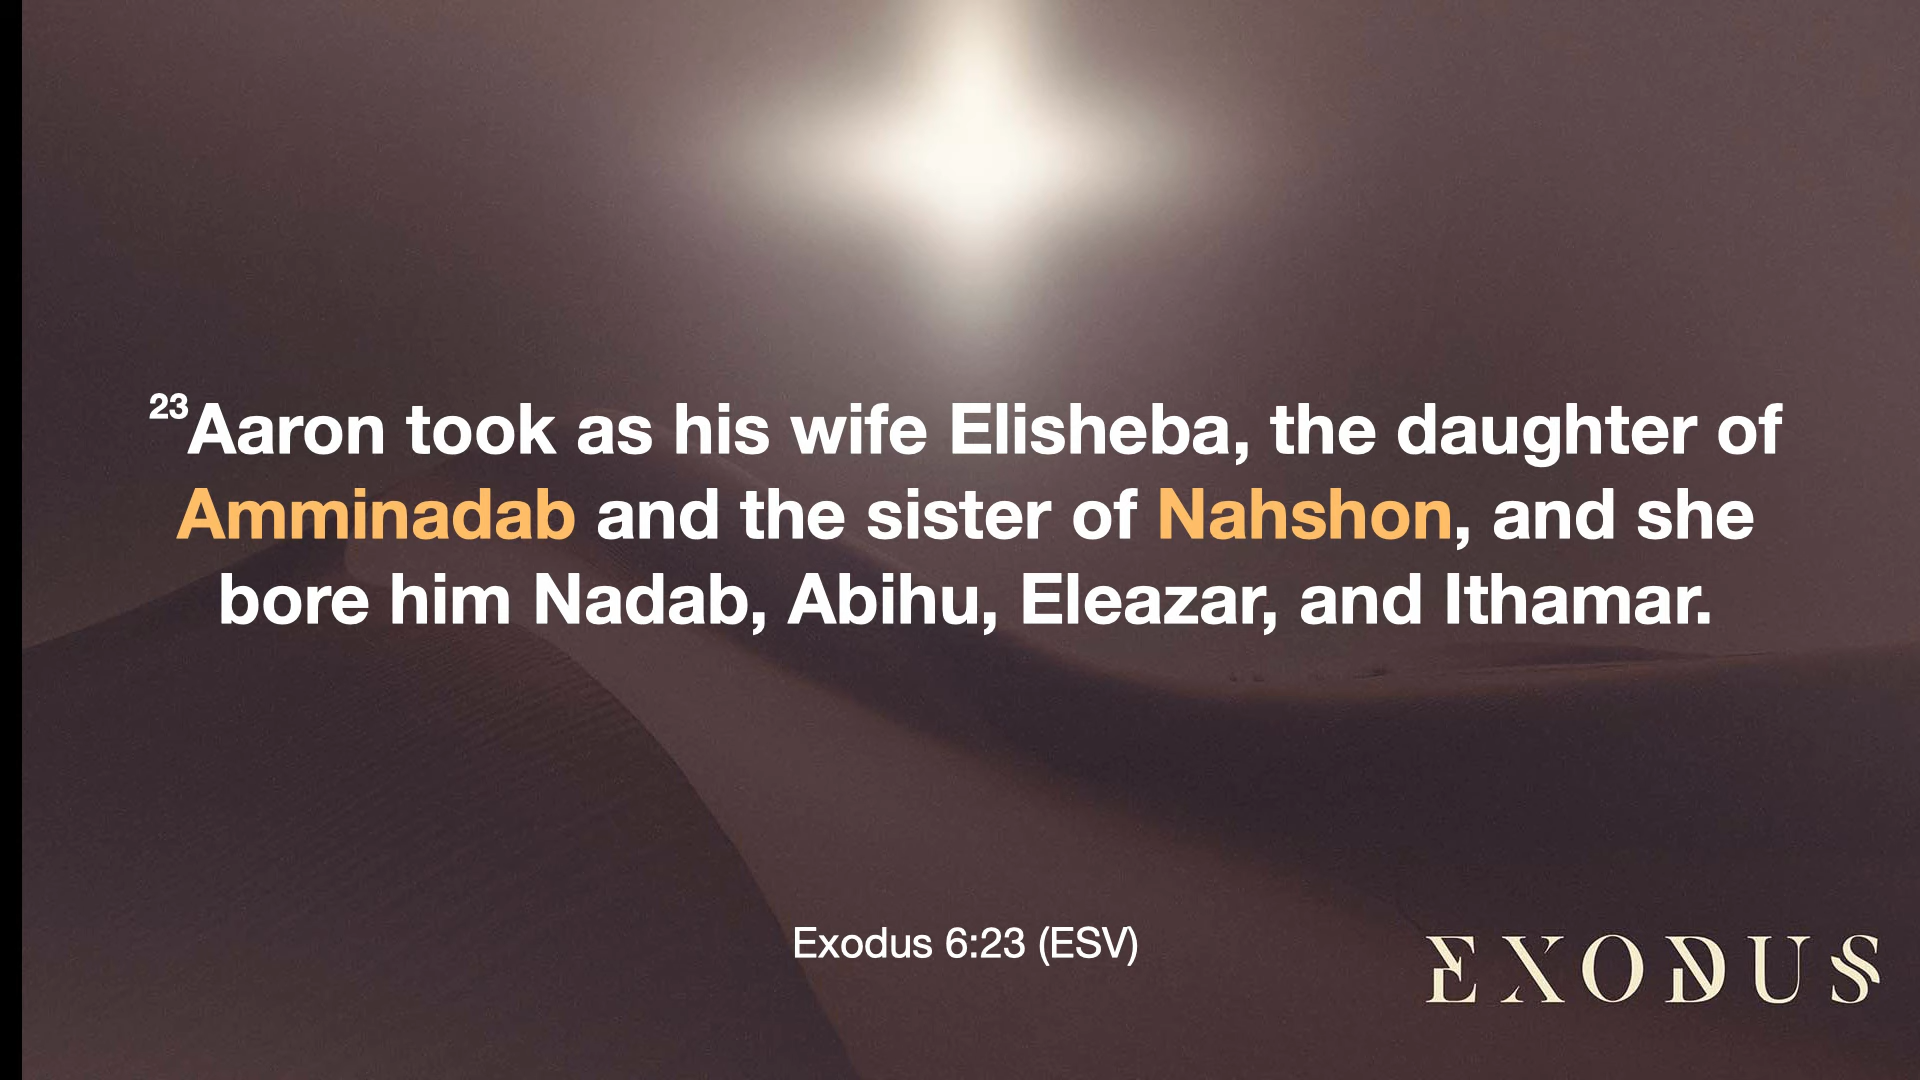 23Aaron took as his wife Elisheba, the daughter of
Amminadab and the sister of Nahshon, and she
bore him Nadab, Abihu, Eleazar, and Ithamar.
Exodus 6:23 (ESV)
EXODUS